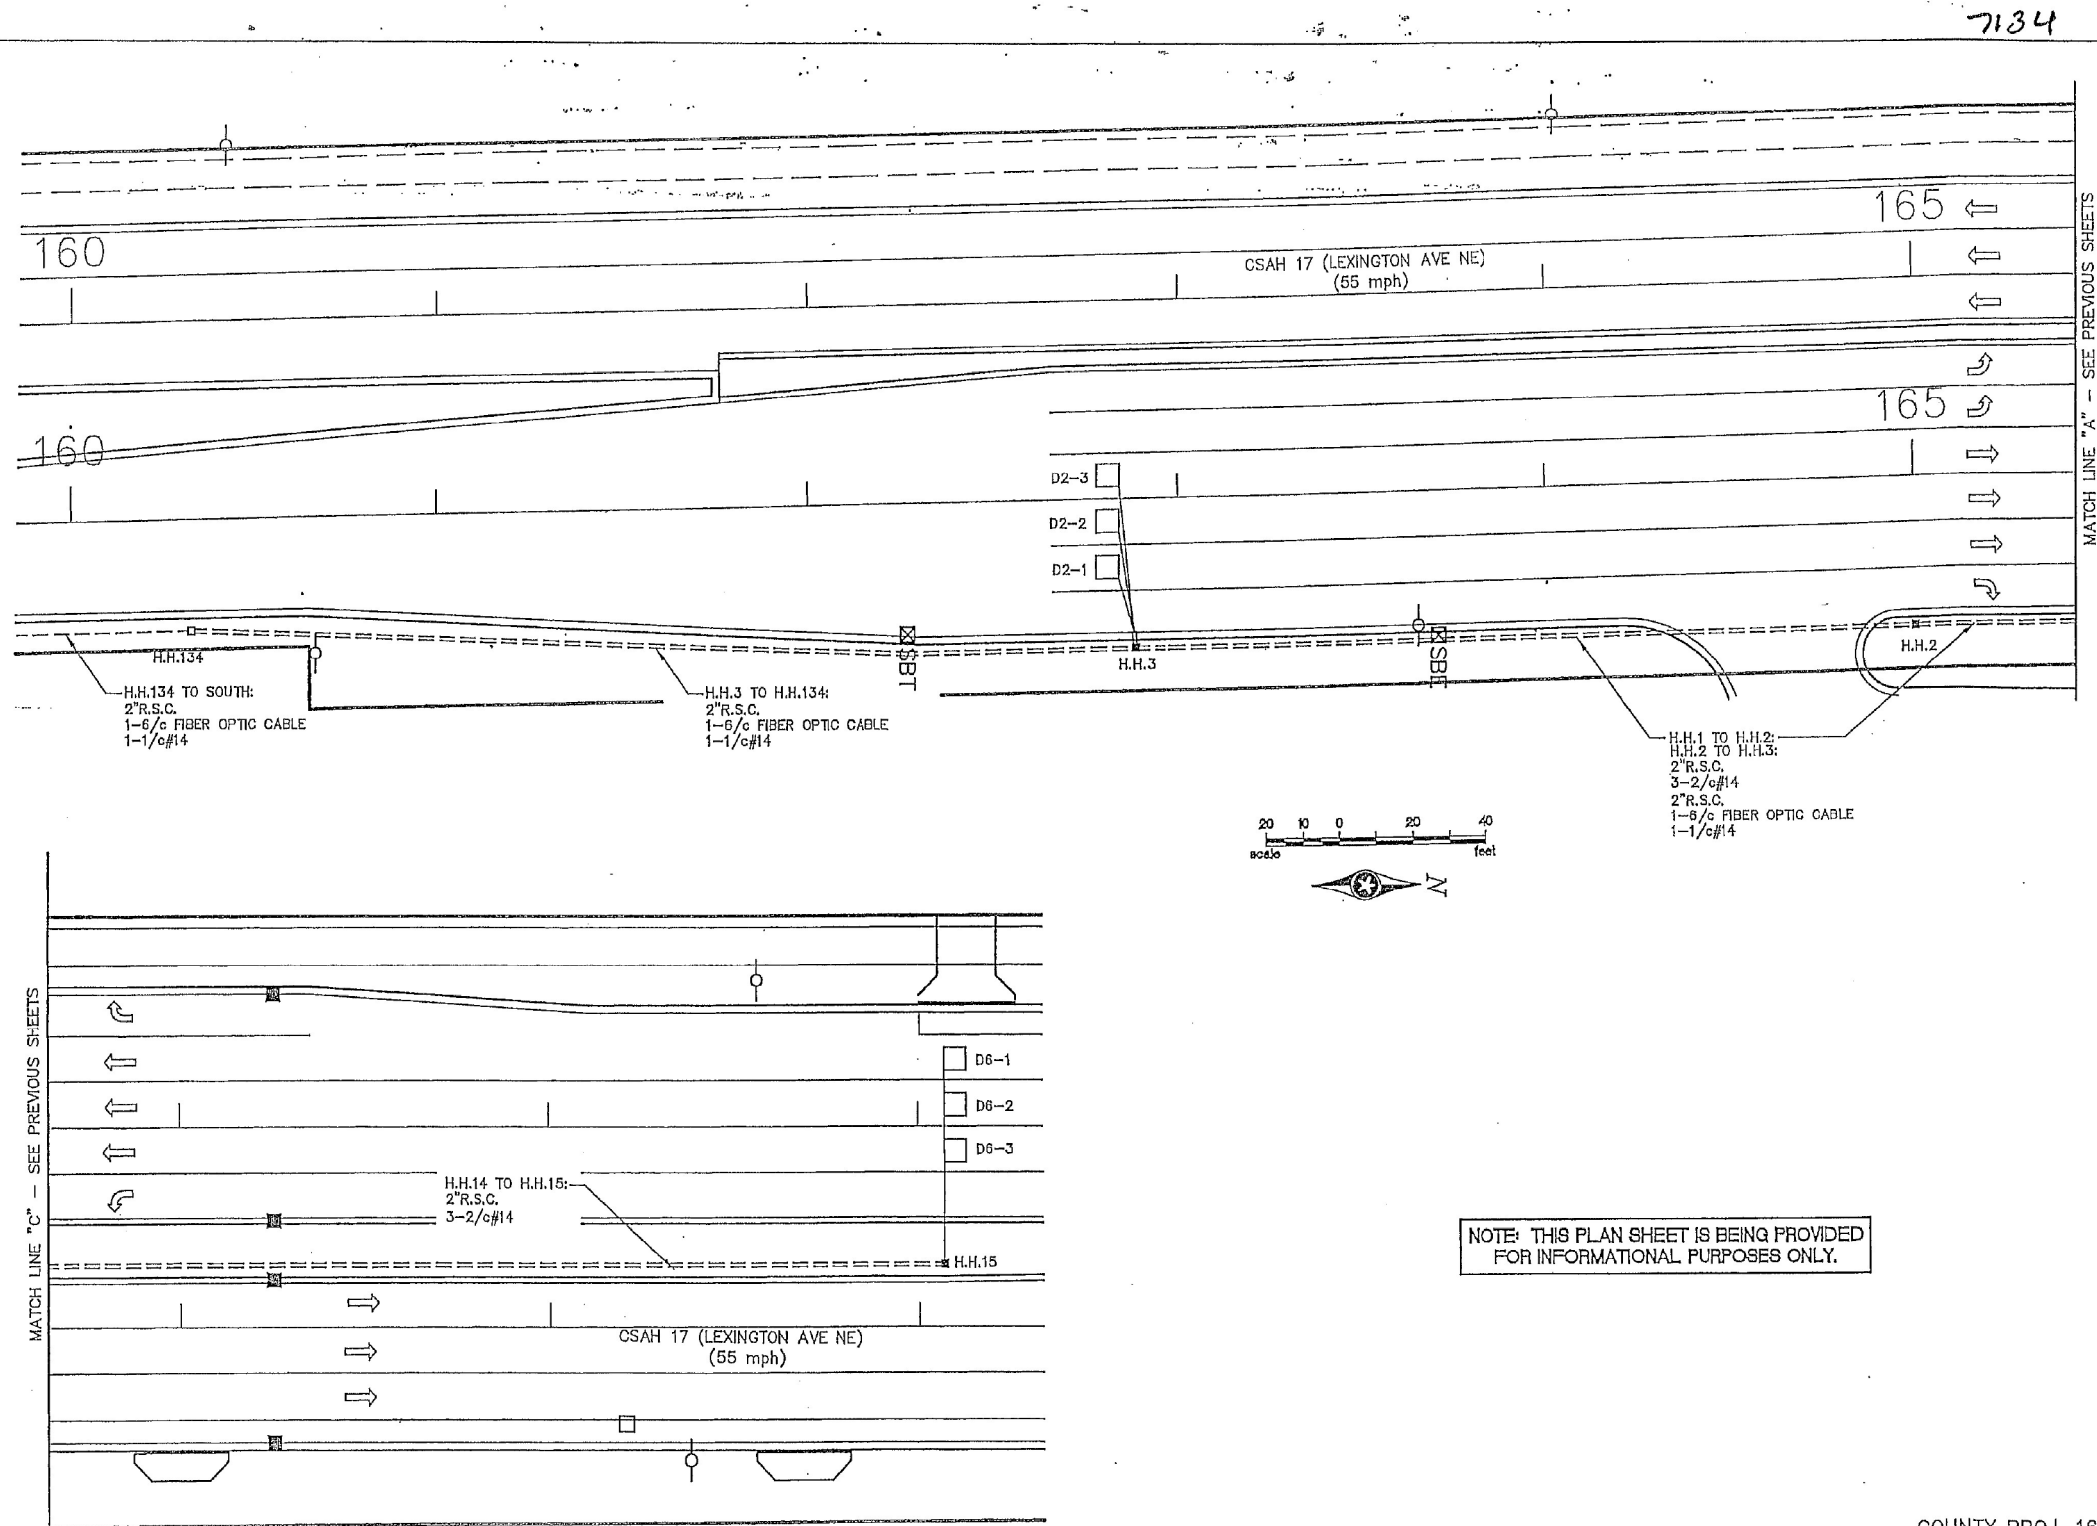 7134
165
160
CSAH 17 (LEXINGTON AVE NE)
(55 mph)
MATCH LINE "A" - SEE PREVIOUS SHEETS
165
160
D2-3
D2-2
D2-1
SBT
SBE
H.H.134
H.H.3
H.H.2
H.H.134 TO SOUTH:
2"R.S.C.
1-6/c FIBER OPTIC CABLE
1-1/c#14
H.H.3 TO H.H.134:
2"R.S.C.
1-6/c FIBER OPTIC CABLE
1-1/c#14
H.H.1 TO H.H.2:
H.H.2 TO H.H.3:
2"R.S.C.
3-2/c#14
2"R.S.C.
1-6/c FIBER OPTIC CABLE
1-1/c#14
20 10 0 20 40
scale feet
N
MATCH LINE "C" - SEE PREVIOUS SHEETS
D6-1
D6-2
D6-3
H.H.14 TO H.H.15:
2"R.S.C.
3-2/c#14
H.H.15
CSAH 17 (LEXINGTON AVE NE)
(55 mph)
NOTE: THIS PLAN SHEET IS BEING PROVIDED
FOR INFORMATIONAL PURPOSES ONLY.